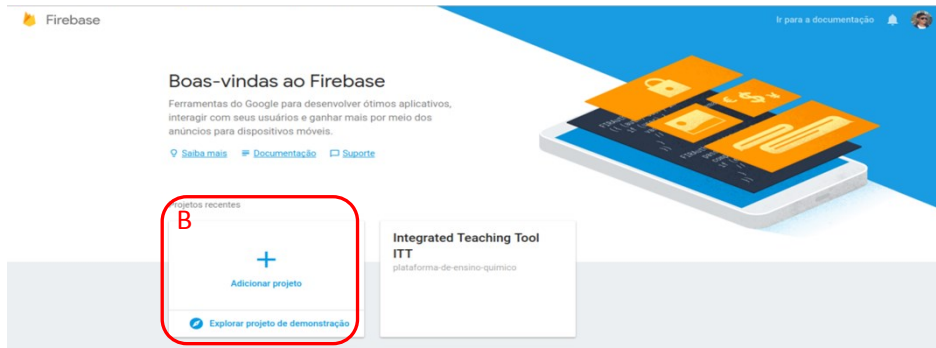 Firebase
Ir para a documentação
Boas-vindas ao Firebase
Ferramentas do Google para desenvolver ótimos aplicativos,
interagir com seus usuários e ganhar mais por meio dos
anúncios para dispositivos móveis.
Saiba mais Documentação Suporte
Projetos recentes
B
Adicionar projeto
Explorar projeto de demonstração
Integrated Teaching Tool
ITT
plataforma-de-ensino-quimico